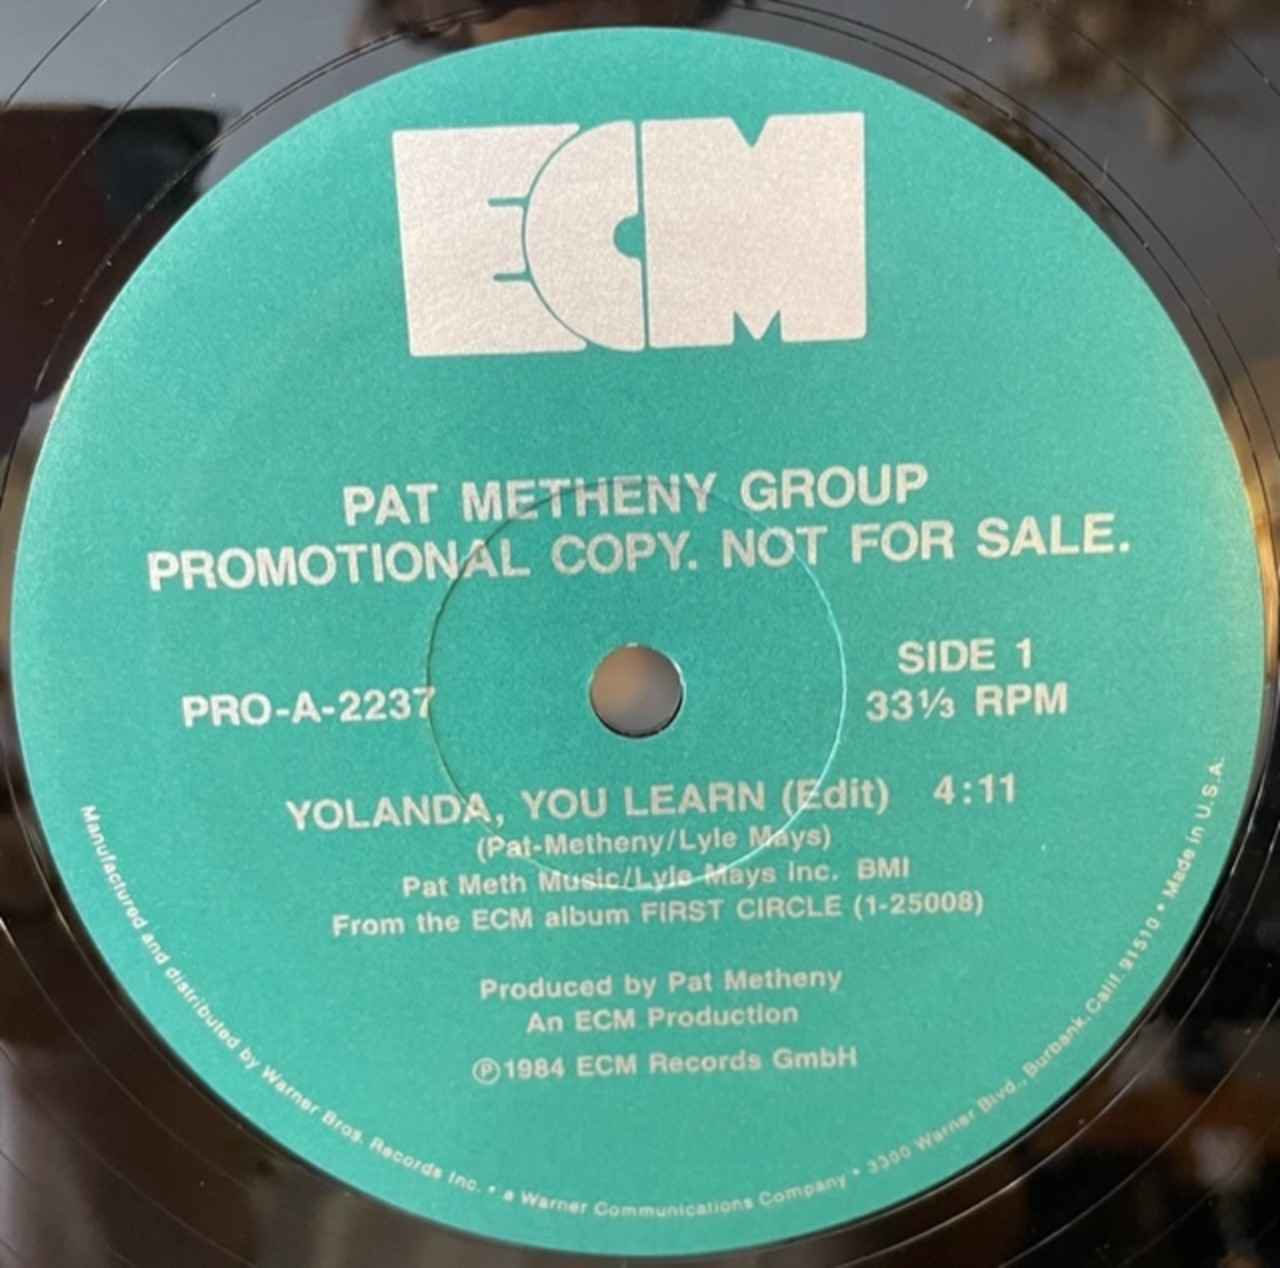 ECM
PAT METHENY GROUP
PROMOTIONAL COPY. NOT FOR SALE.
SIDE 1
PRO-A-2237
33⅓ RPM
YOLANDA, YOU LEARN (Edit) 4:11
(Pat-Metheny/Lyle Mays)
Pat Meth Music/Lyle Mays Inc. BMI
From the ECM album FIRST CIRCLE (1-25008)
Produced by Pat Metheny
An ECM Production
℗1984 ECM Records GmbH
Manufactured and distributed by Warner Bros. Records Inc. • a Warner Communications Company • 3300 Warner Blvd., Burbank, Calif. 91510 • Made in U.S.A.